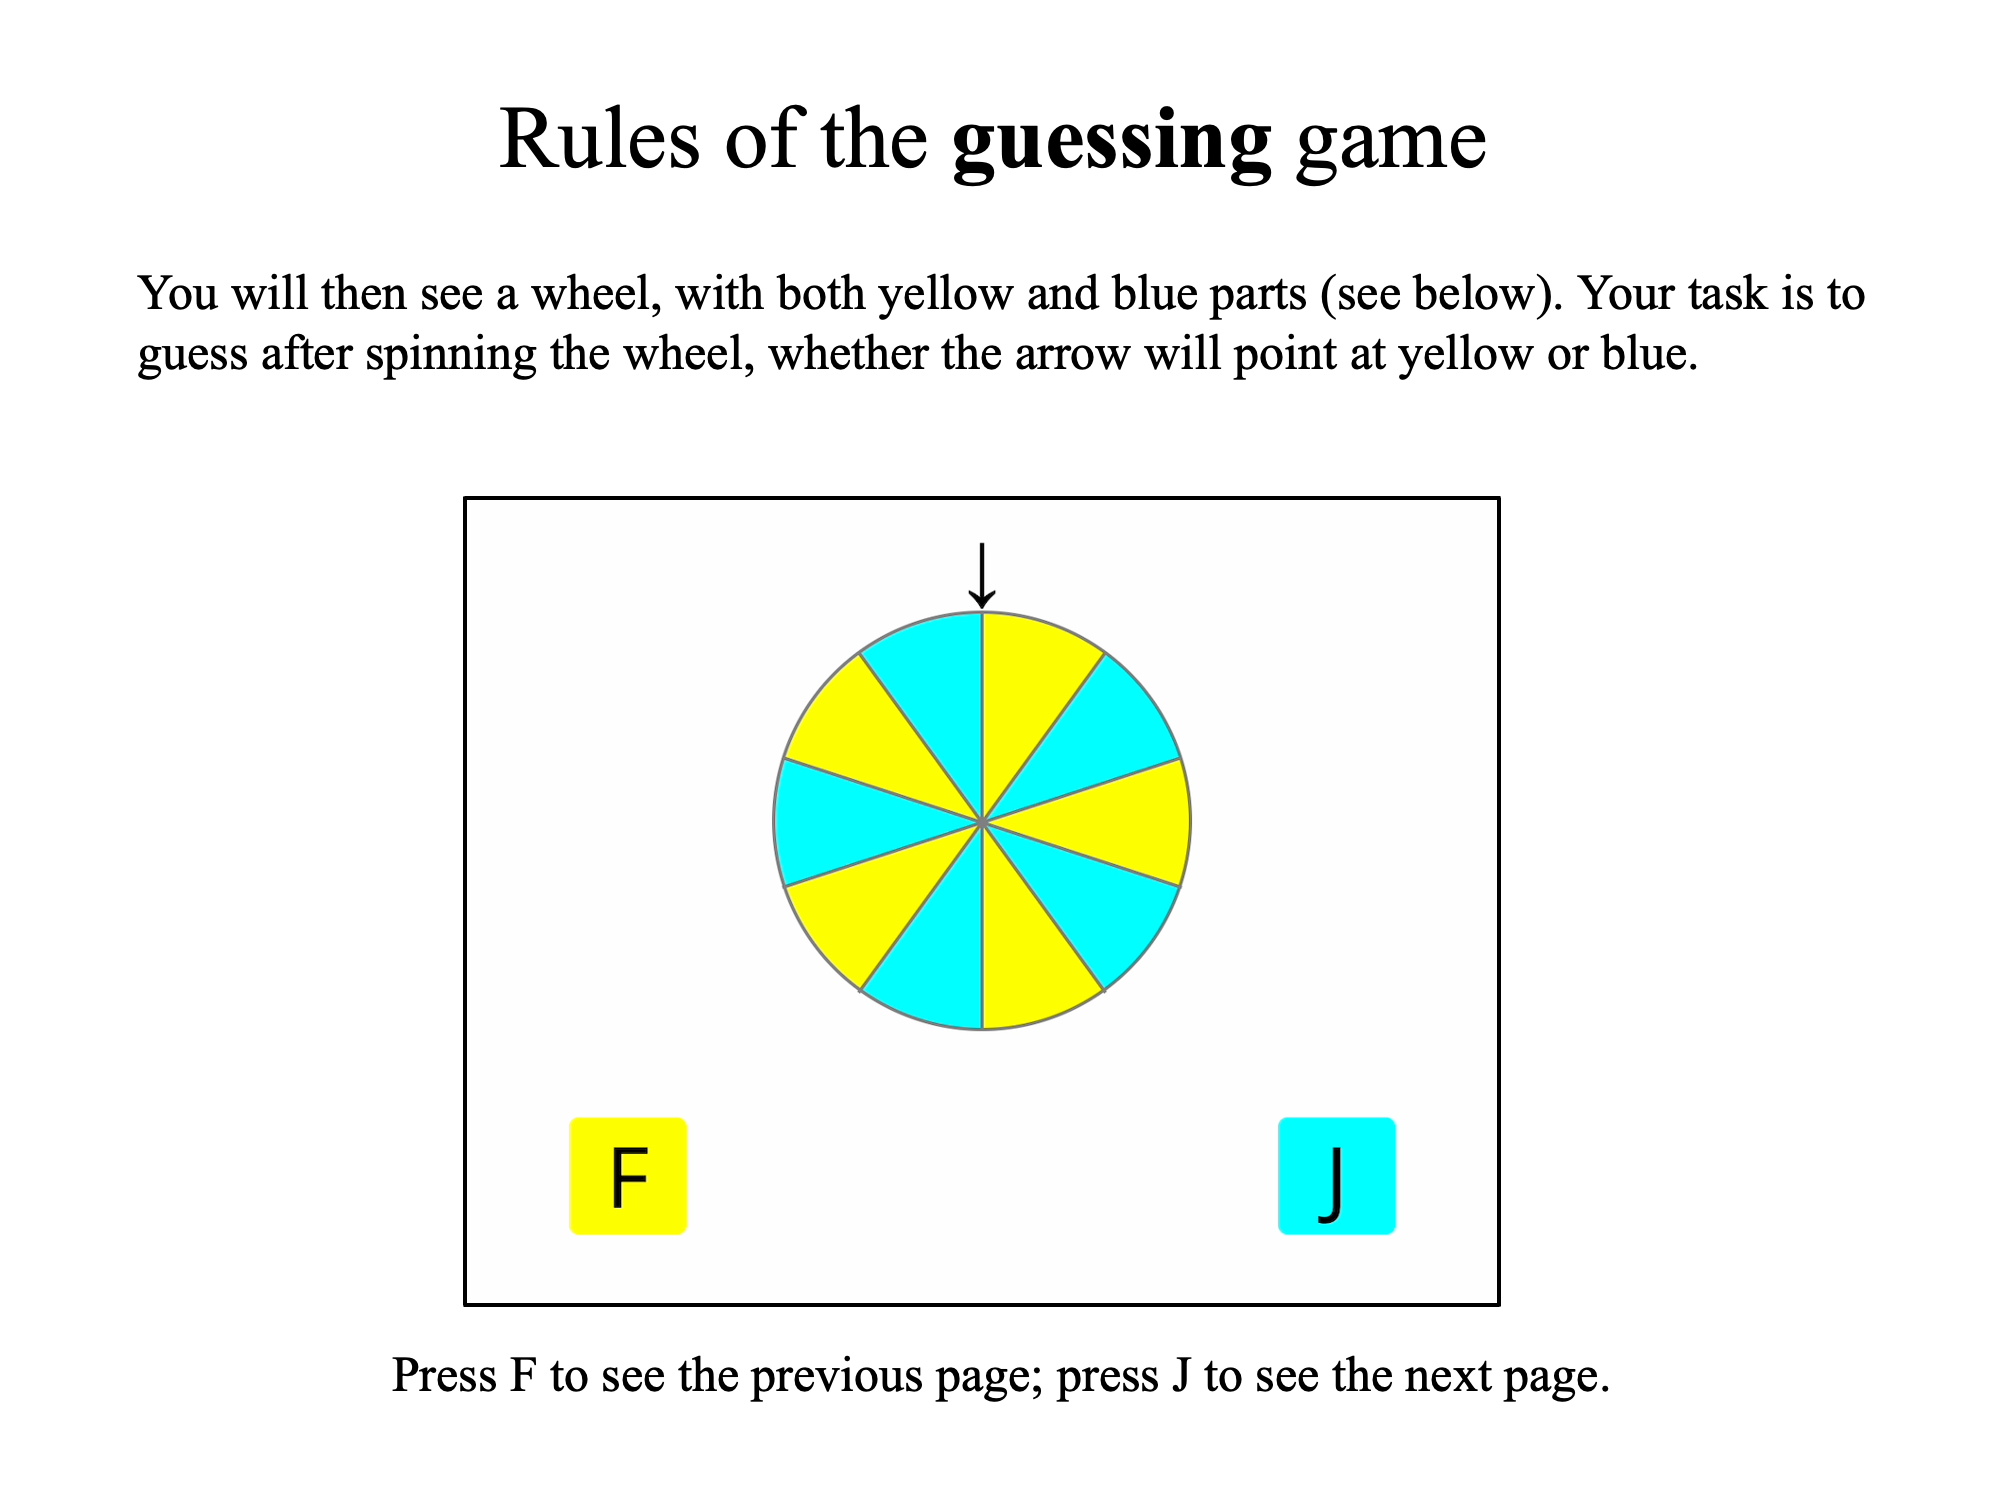 Rules of the guessing game
You will then see a wheel, with both yellow and blue parts (see below). Your task is to
guess after spinning the wheel, whether the arrow will point at yellow or blue.
F
J
Press F to see the previous page; press J to see the next page.